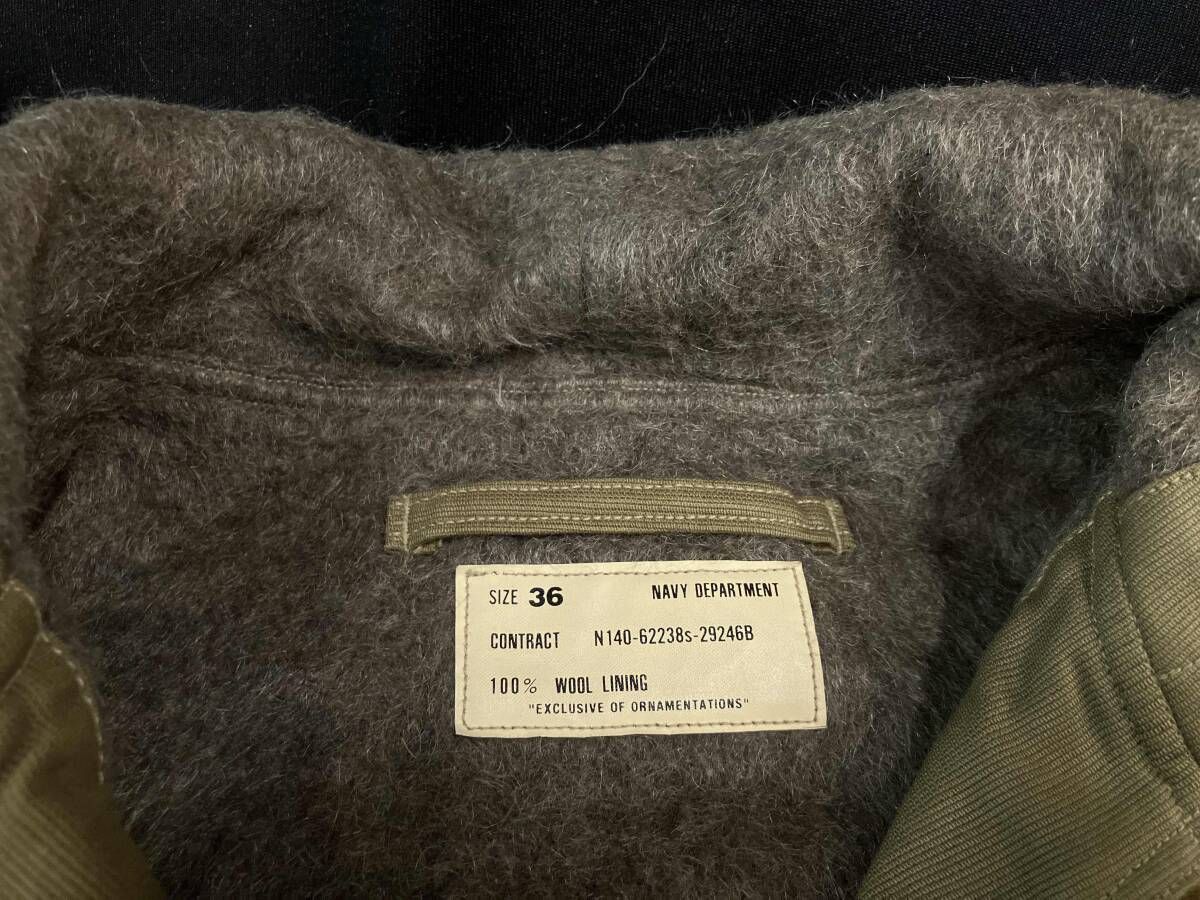 SIZE 36 NAVY DEPARTMENT
CONTRACT N140-62238s-29246B
100% WOOL LINING
"EXCLUSIVE OF ORNAMENTATIONS"